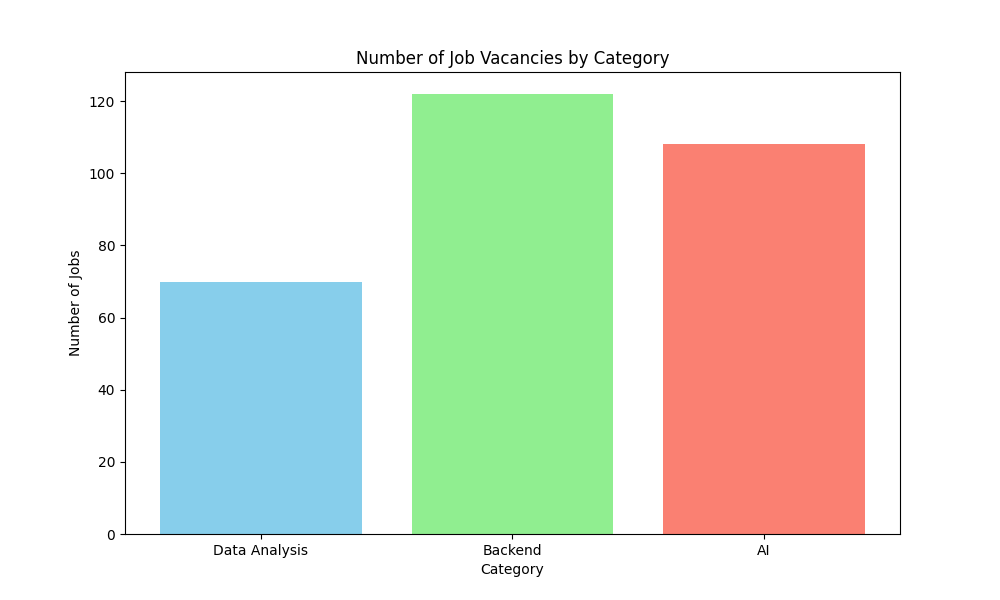 Number of Job Vacancies by Category
120
100
80
60
40
20
0
Number of Jobs
Data Analysis
Backend
AI
Category